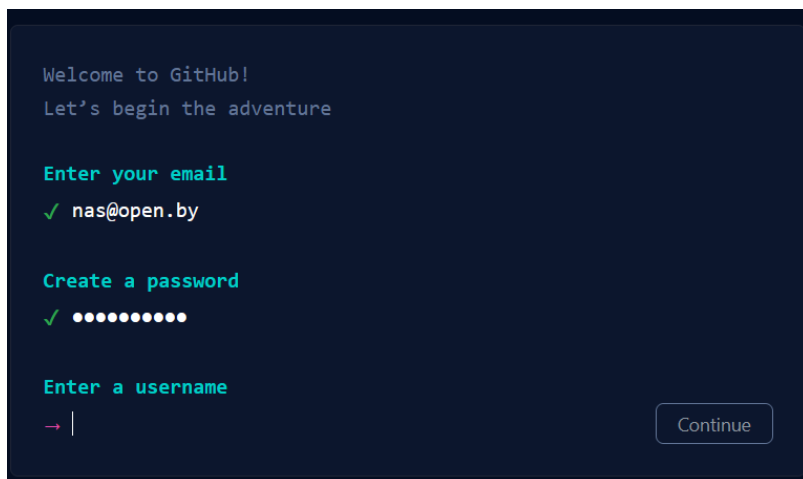 Welcome to GitHub!
Let’s begin the adventure
Enter your email
✓ nas@open.by
Create a password
✓ ●●●●●●●●●●
Enter a username
→
Continue